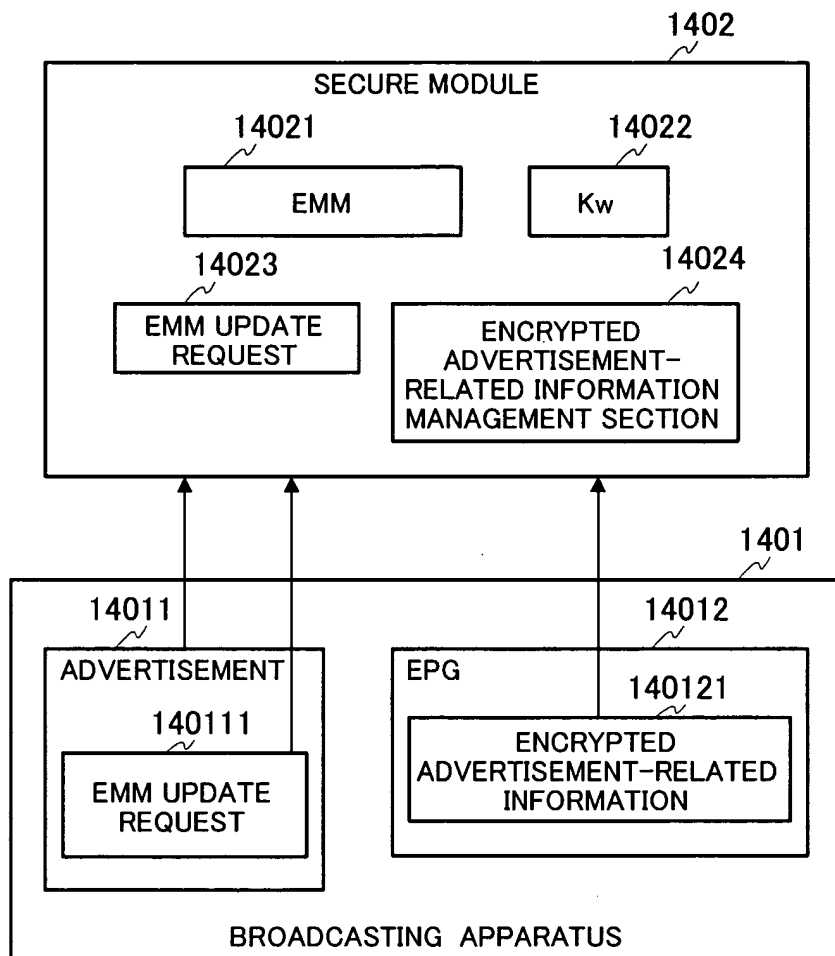 1402
SECURE MODULE
14021
14022
EMM
Kw
14023
14024
EMM UPDATE
REQUEST
ENCRYPTED
ADVERTISEMENT-
RELATED INFORMATION
MANAGEMENT SECTION
1401
14011
14012
ADVERTISEMENT
EPG
140111
140121
EMM UPDATE
REQUEST
ENCRYPTED
ADVERTISEMENT-RELATED
INFORMATION
BROADCASTING APPARATUS